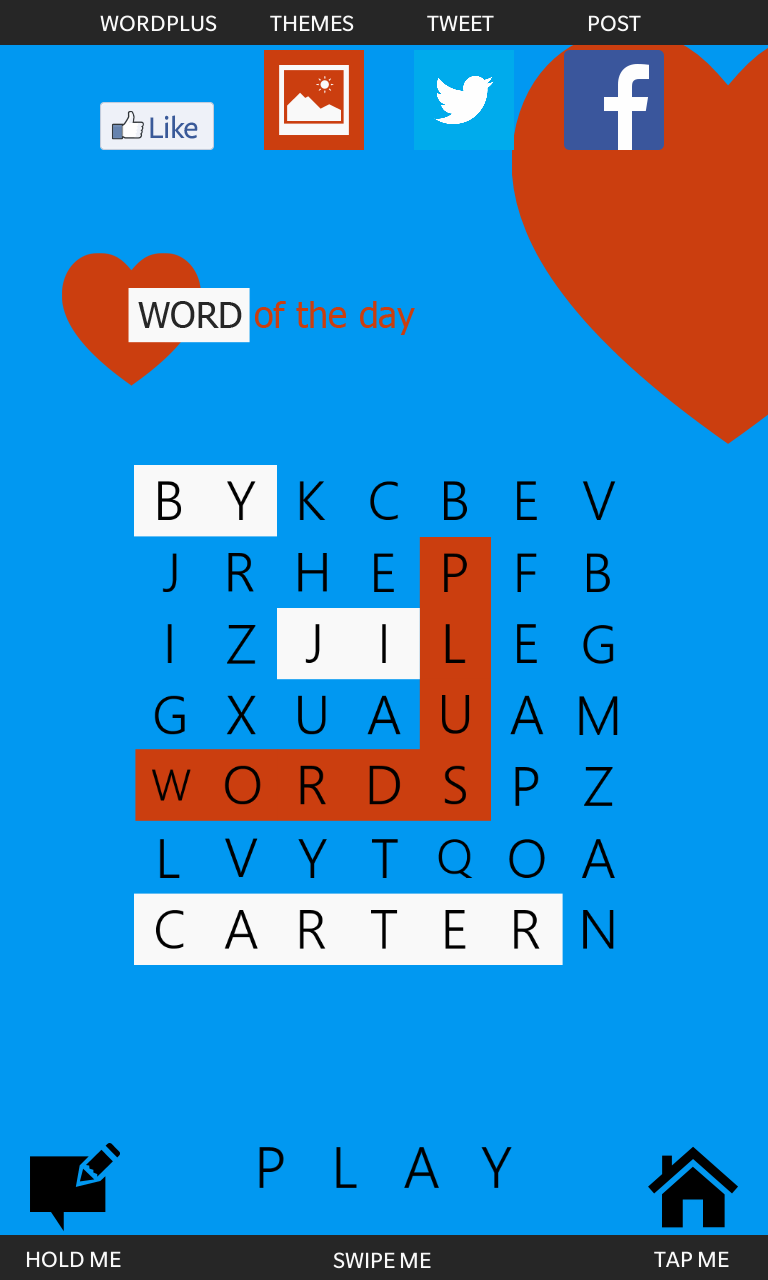 WORDPLUS THEMES TWEET POST
Like
WORD of the day
B Y K C B E V
J R H E P F B
I Z J I L E G
G X U A U A M
W O R D S P Z
L V Y T Q O A
C A R T E R N
P L A Y
HOLD ME SWIPE ME TAP ME